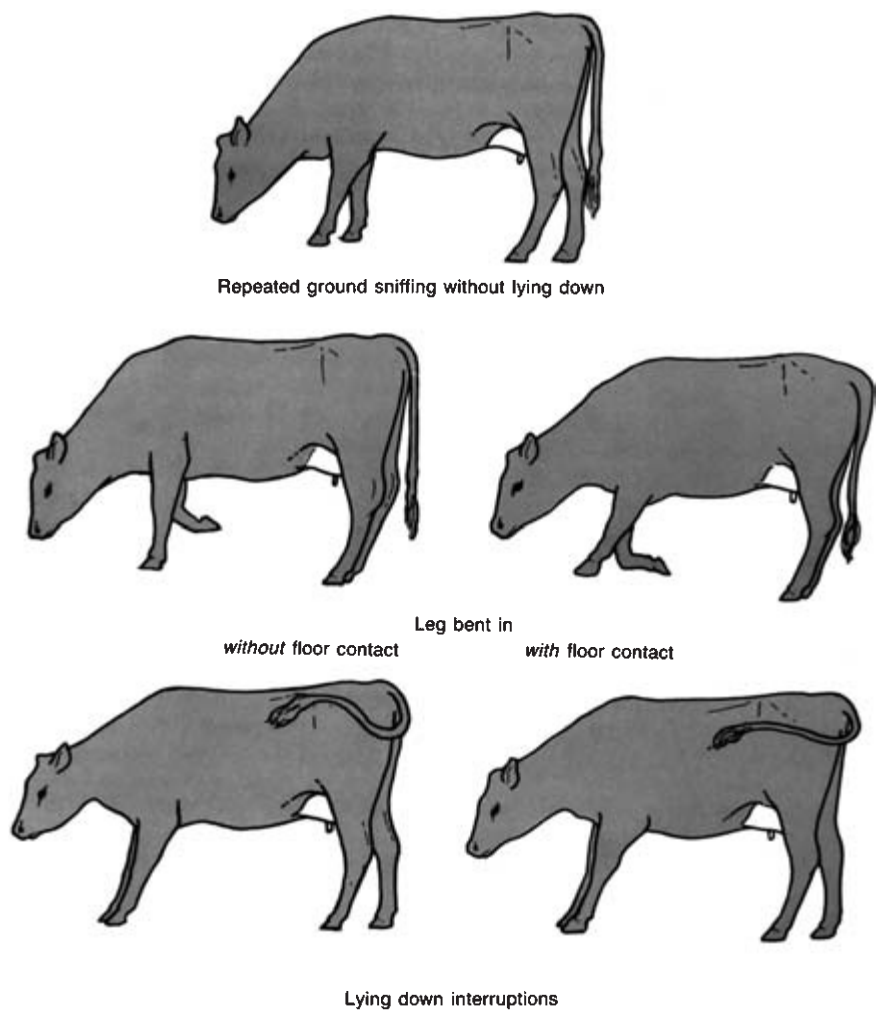 Repeated ground sniffing without lying down
Leg bent in
without floor contact
with floor contact
Lying down interruptions